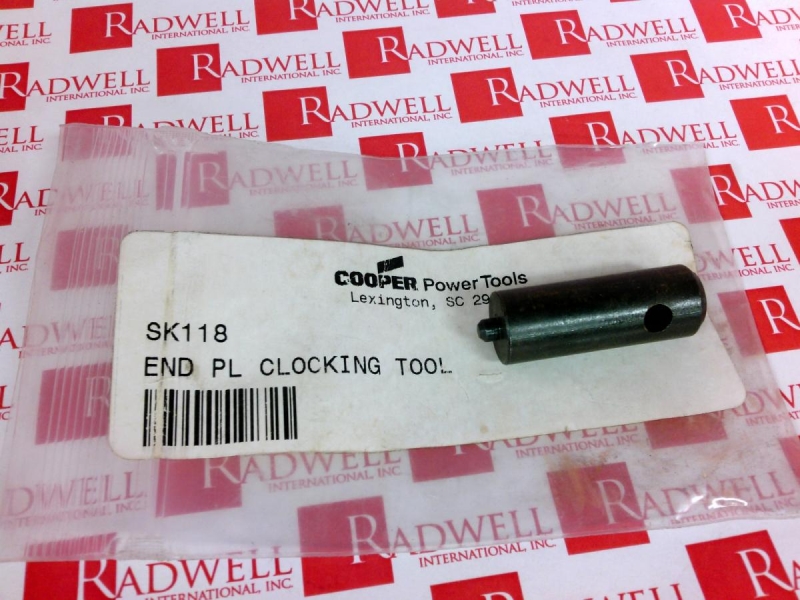 RADWELL
INTERNATIONAL, INC.
COOPER Power Tools
Lexington, SC 29
SK118
END PL CLOCKING TOOL